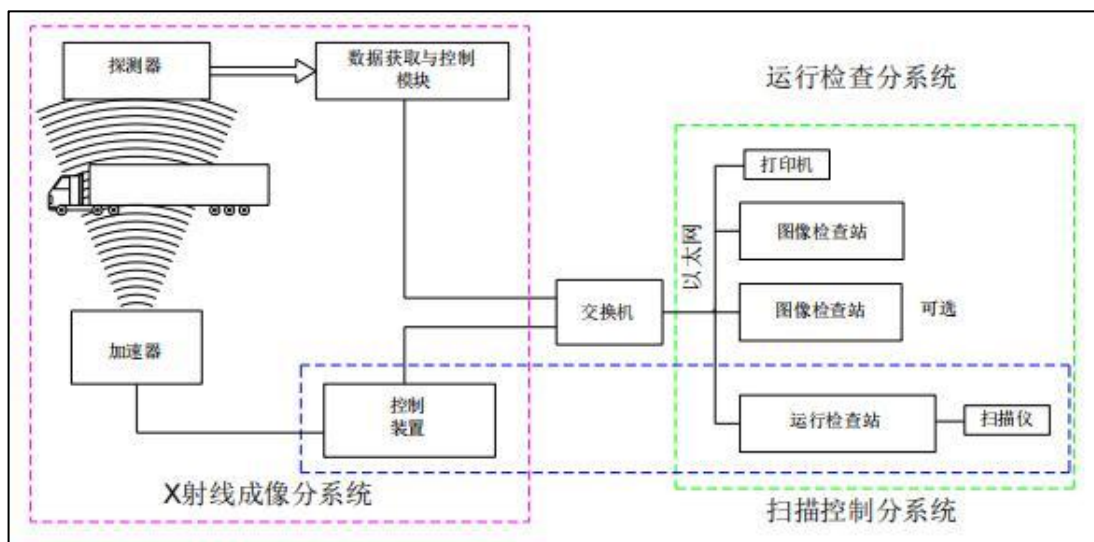 探测器
数据获取与控制
模块
运行检查分系统
打印机
图像检查站
以太网
交换机
图像检查站
可选
加速器
控制
装置
运行检查站
扫描仪
X射线成像分系统
扫描控制分系统